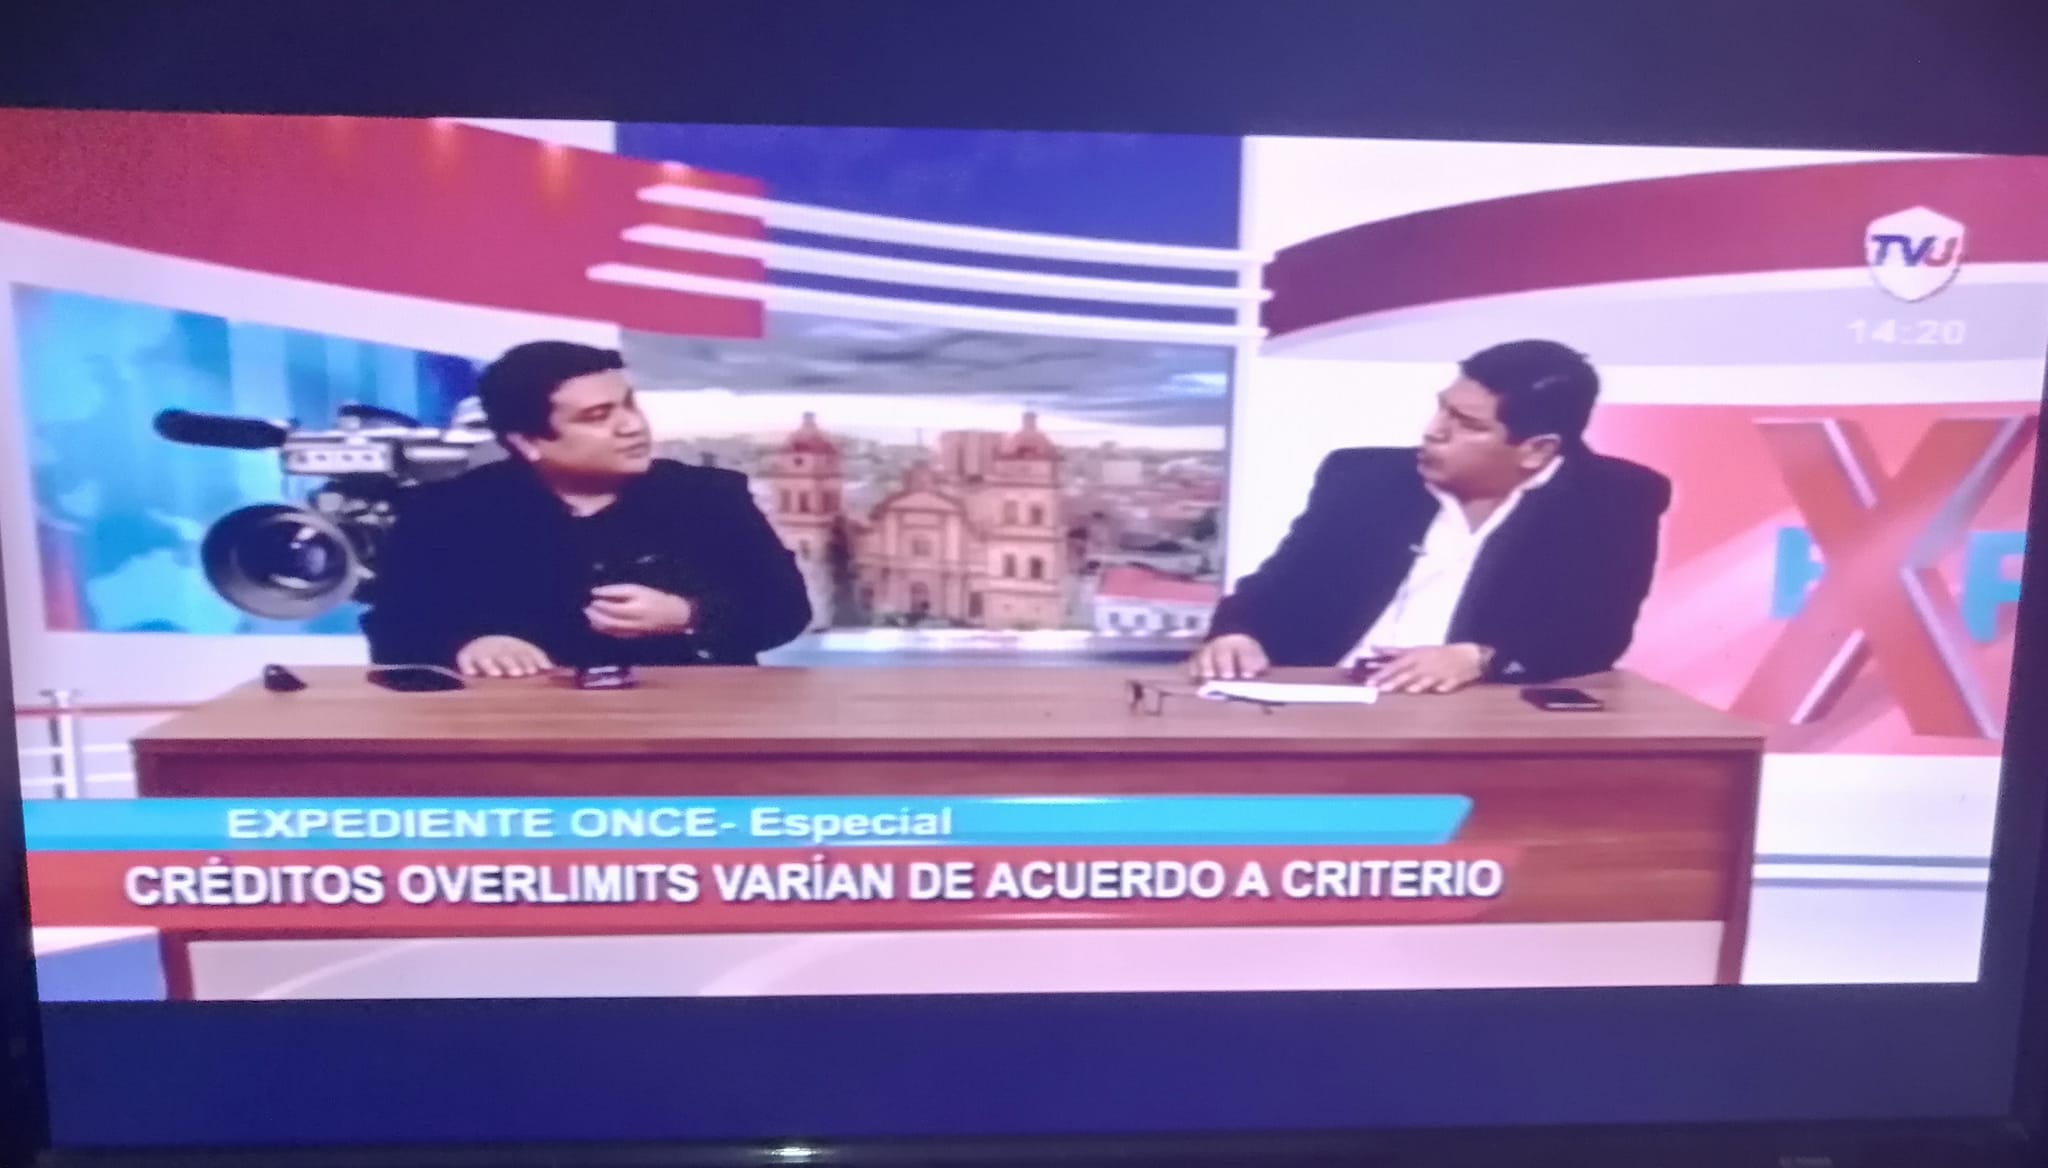 TVU
14:20
EXPEDIENTE ONCE- Especial
CRÉDITOS OVERLIMITS VARÍAN DE ACUERDO A CRITERIO